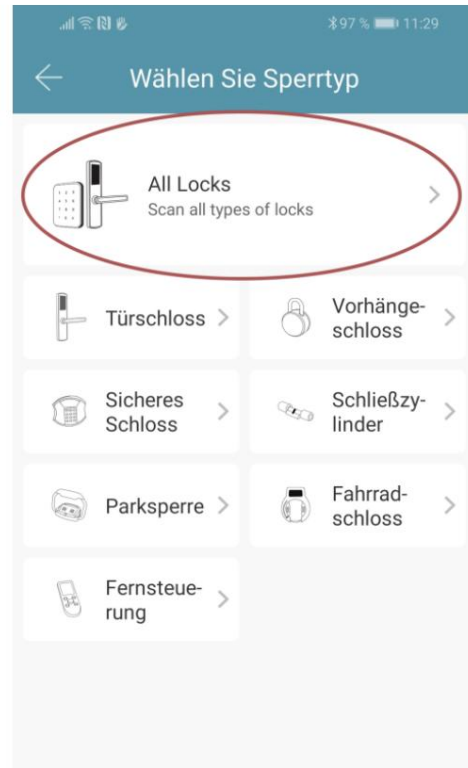 97 % 11:29
Wählen Sie Sperrtyp
All Locks
Scan all types of locks
Türschloss
Vorhänge-
schloss
Sicheres
Schloss
Schließzy-
linder
Parksperre
Fahrrad-
schloss
Fernsteue-
rung